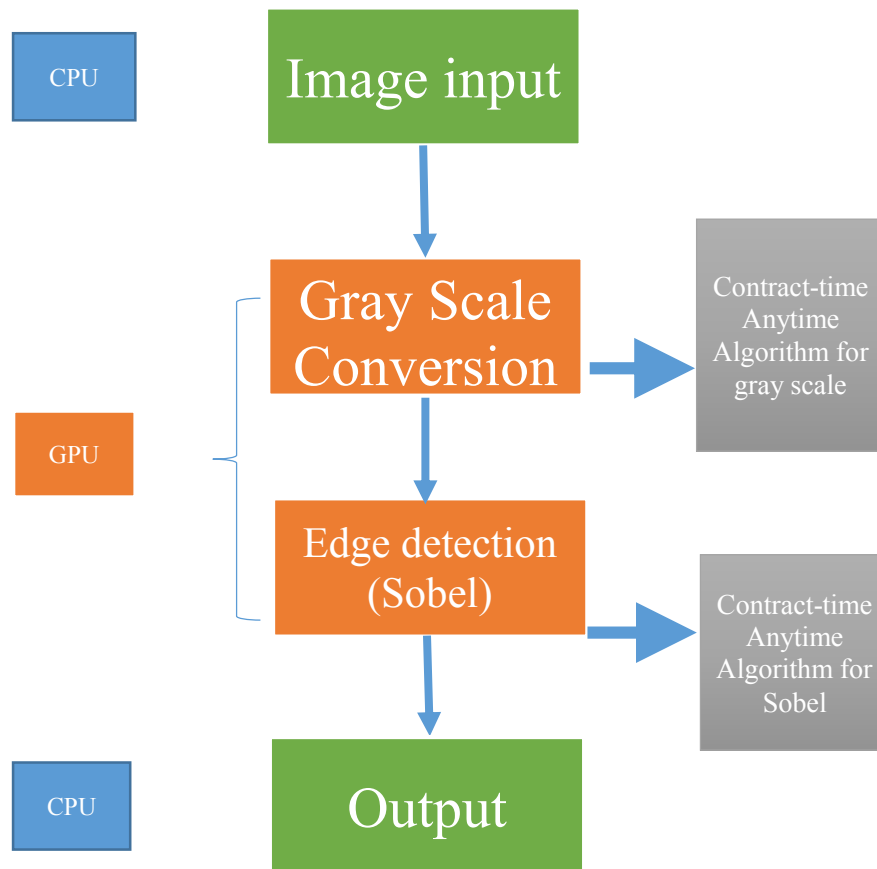 CPU
Image input
Gray Scale
Conversion
Contract-time
Anytime
Algorithm for
gray scale
GPU
Edge detection
(Sobel)
Contract-time
Anytime
Algorithm for
Sobel
CPU
Output